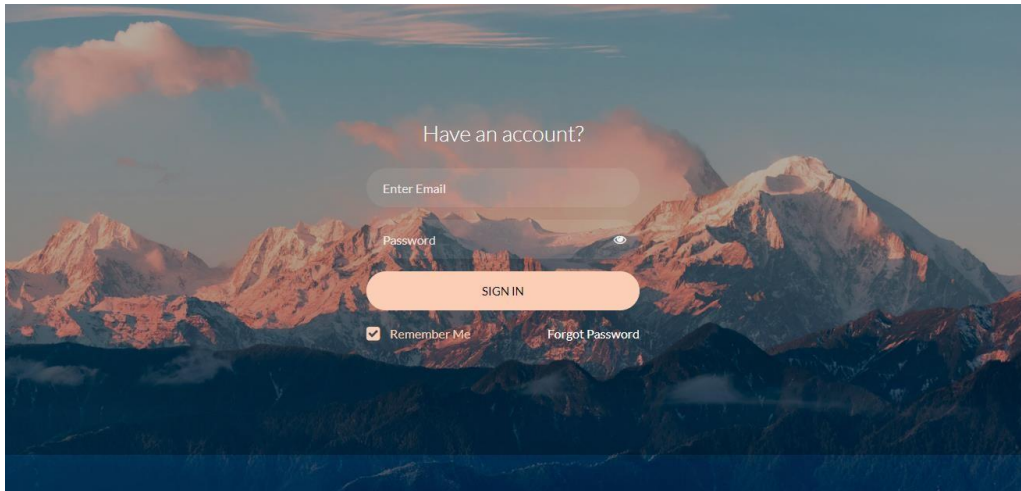 Have an account?
Enter Email
Password
SIGN IN
Remember Me
Forgot Password